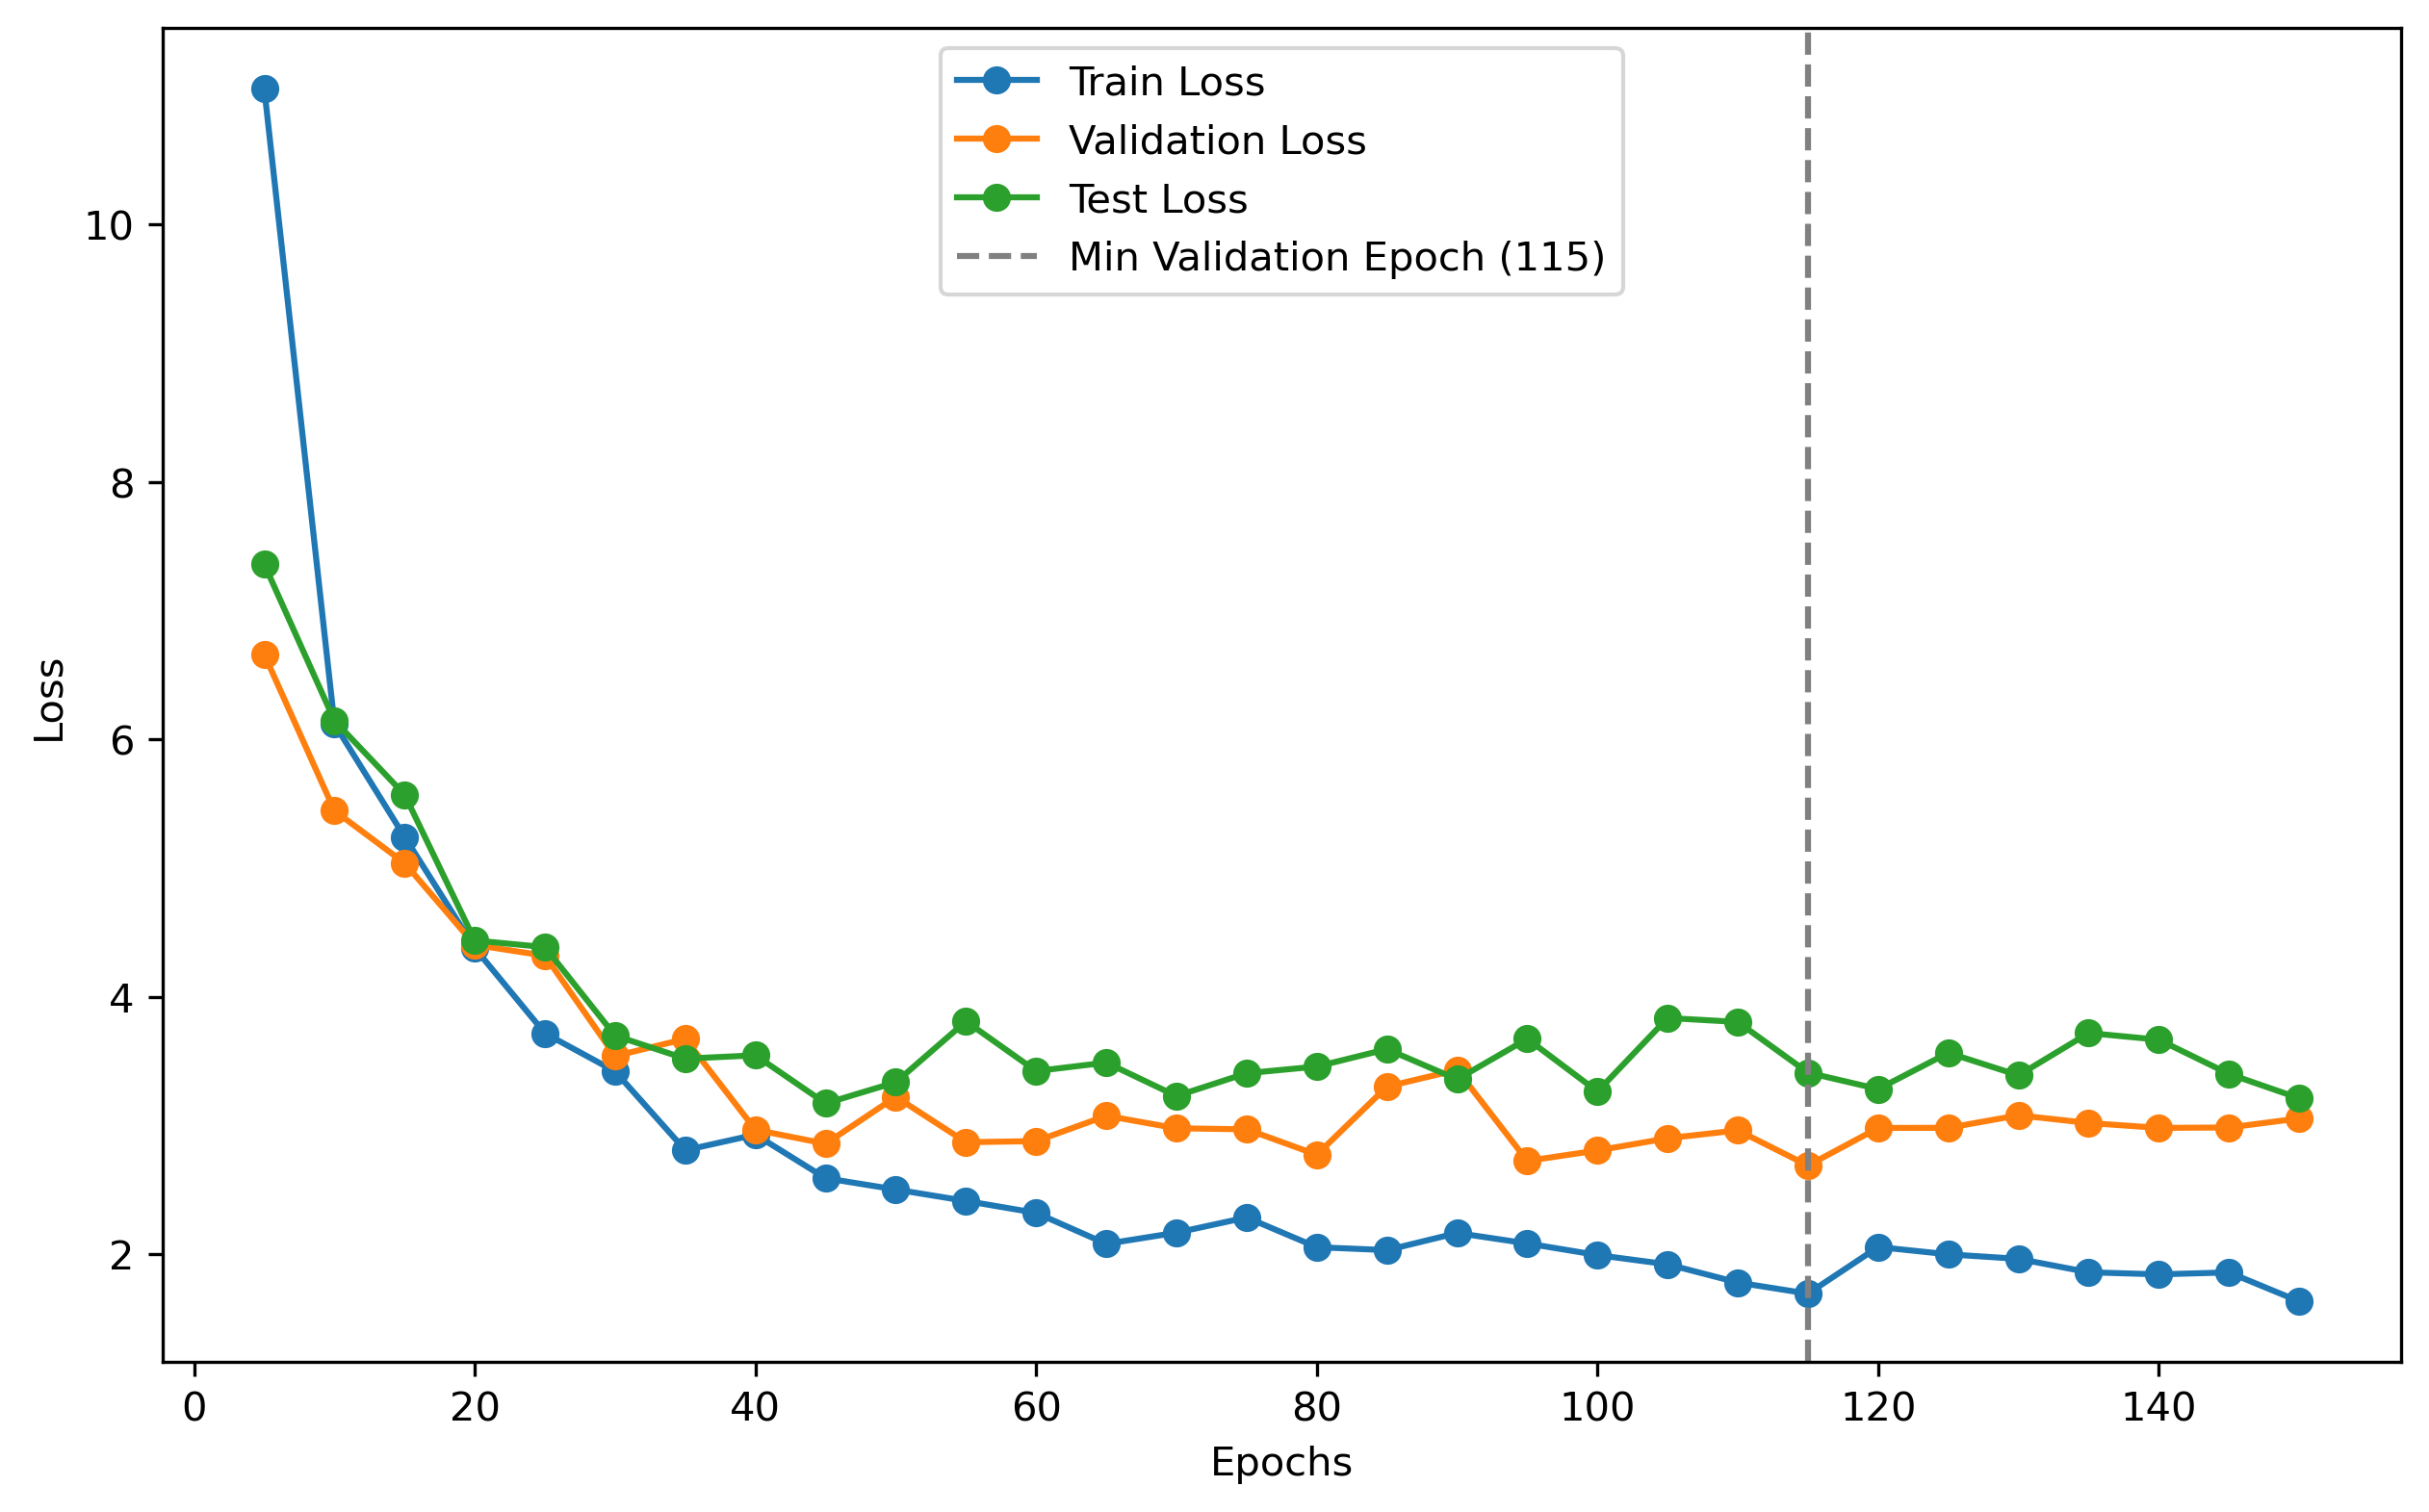 Train Loss
Validation Loss
Test Loss
Min Validation Epoch (115)
10
8
6
4
2
Loss
0 20 40 60 80 100 120 140
Epochs